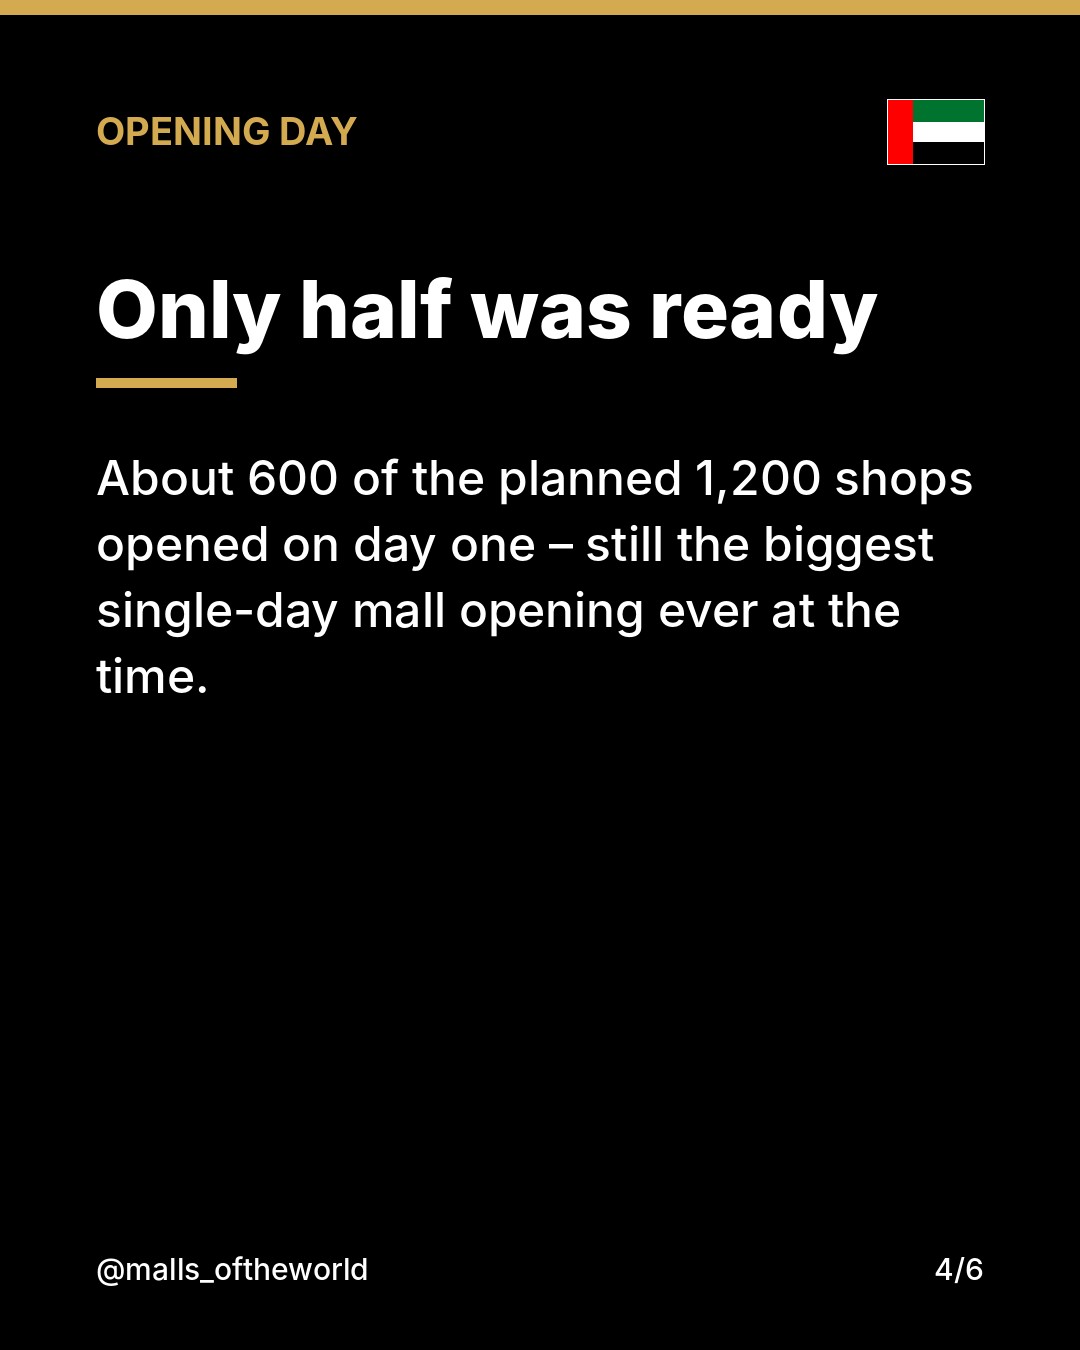 OPENING DAY
Only half was ready
About 600 of the planned 1,200 shops
opened on day one – still the biggest
single-day mall opening ever at the
time.
@malls_oftheworld
4/6